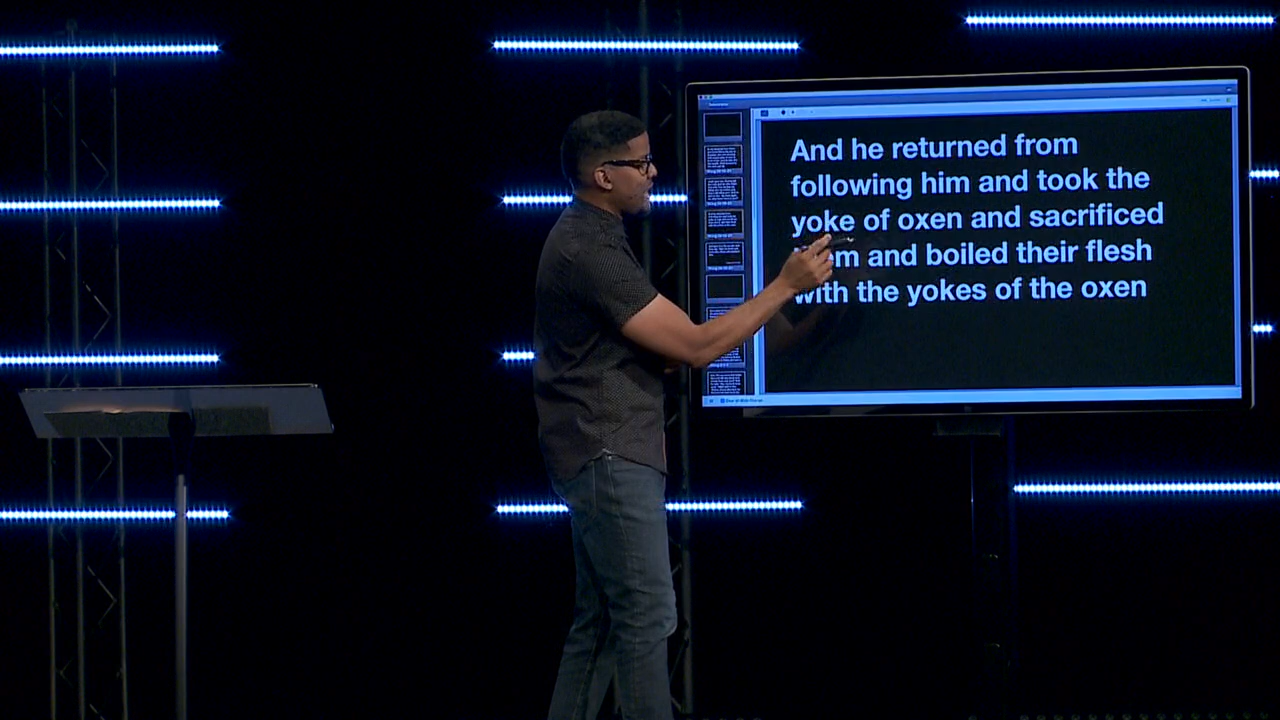 And he returned from
following him and took the
yoke of oxen and sacrificed
and boiled their flesh
with the yokes of the oxen